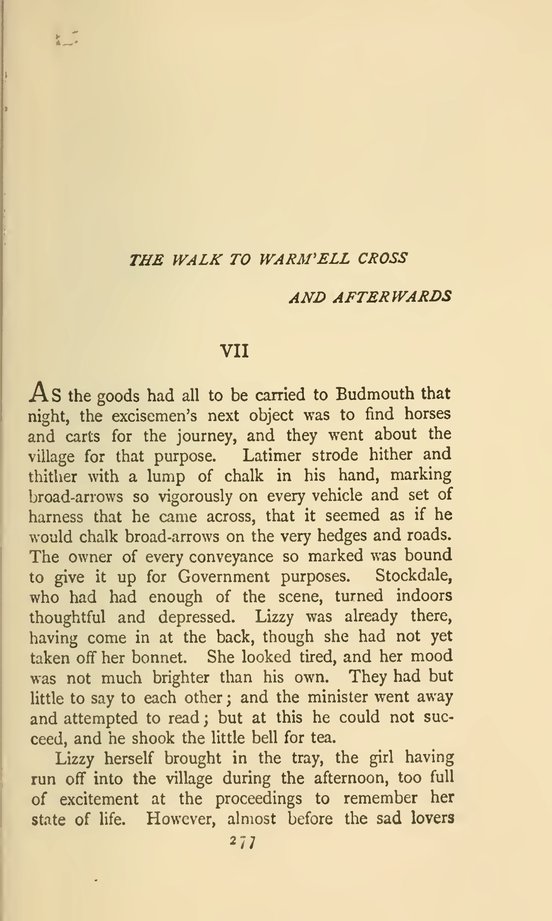 THE WALK TO WARM'ELL CROSS
AND AFTERWARDS
VII
As the goods had all to be carried to Budmouth that
night, the excisemen's next object was to find horses
and carts for the journey, and they went about the
village for that purpose. Latimer strode hither and
thither with a lump of chalk in his hand, marking
broad-arrows so vigorously on every vehicle and set of
harness that he came across, that it seemed as if he
would chalk broad-arrows on the very hedges and roads.
The owner of every conveyance so marked was bound
to give it up for Government purposes. Stockdale,
who had had enough of the scene, turned indoors
thoughtful and depressed. Lizzy was already there,
having come in at the back, though she had not yet
taken off her bonnet. She looked tired, and her mood
was not much brighter than his own. They had but
little to say to each other; and the minister went away
and attempted to read; but at this he could not suc-
ceed, and he shook the little bell for tea.
Lizzy herself brought in the tray, the girl having
run off into the village during the afternoon, too full
of excitement at the proceedings to remember her
state of life. However, almost before the sad lovers
277